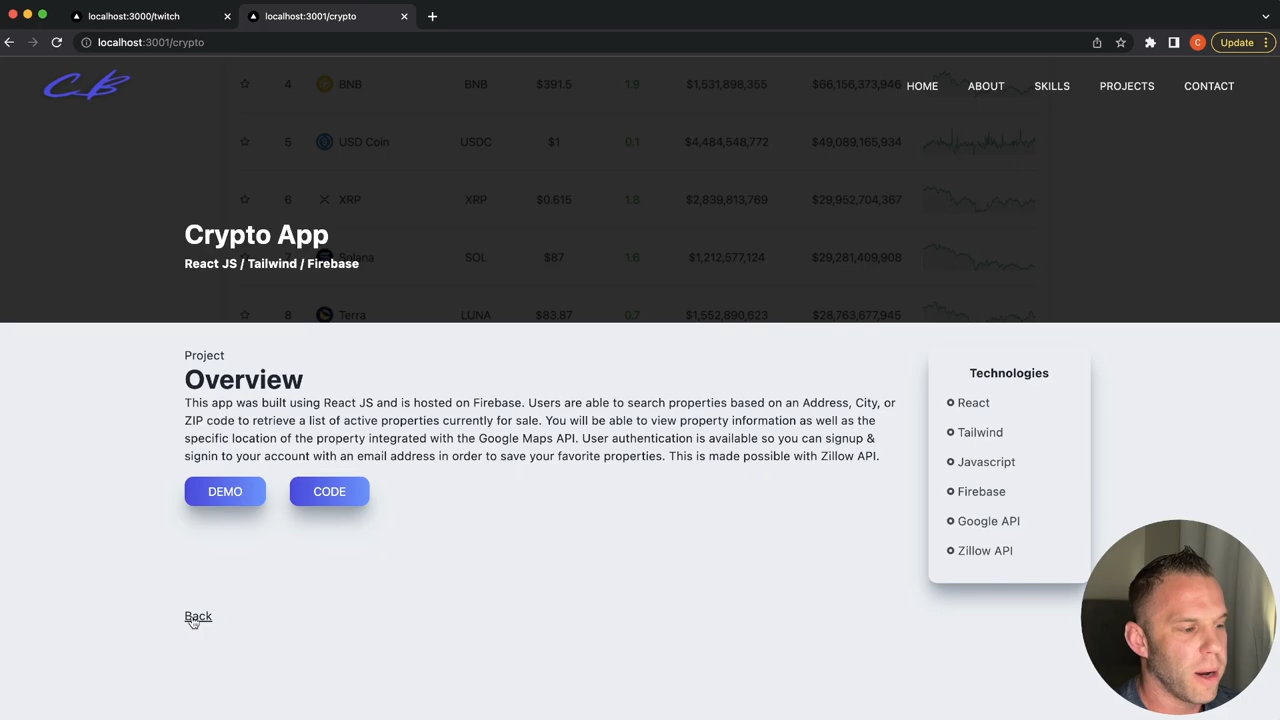 localhost:3000/twitch
localhost:3001/crypto
localhost:3001/crypto
C
Update
CB
HOME ABOUT SKILLS PROJECTS CONTACT
4 BNB BNB $391.5 1.9 $1,531,896,355 $66,156,373,946
5 USD Coin USDC $1 0.1 $4,484,548,772 $49,089,165,934
6 XRP XRP $0.615 1.8 $2,839,813,769 $29,952,704,367
Crypto App
Solana SOL $87 1.6 $1,212,577,124 $29,281,409,908
React JS / Tailwind / Firebase
8 Terra LUNA $83.87 0.7 $1,552,890,623 $28,763,677,945
Project
Overview
This app was built using React JS and is hosted on Firebase. Users are able to search properties based on an Address, City, or
ZIP code to retrieve a list of active properties currently for sale. You will be able to view property information as well as the
specific location of the property integrated with the Google Maps API. User authentication is available so you can signup &
signin to your account with an email address in order to save your favorite properties. This is made possible with Zillow API.
DEMO CODE
Technologies
React
Tailwind
Javascript
Firebase
Google API
Zillow API
Back